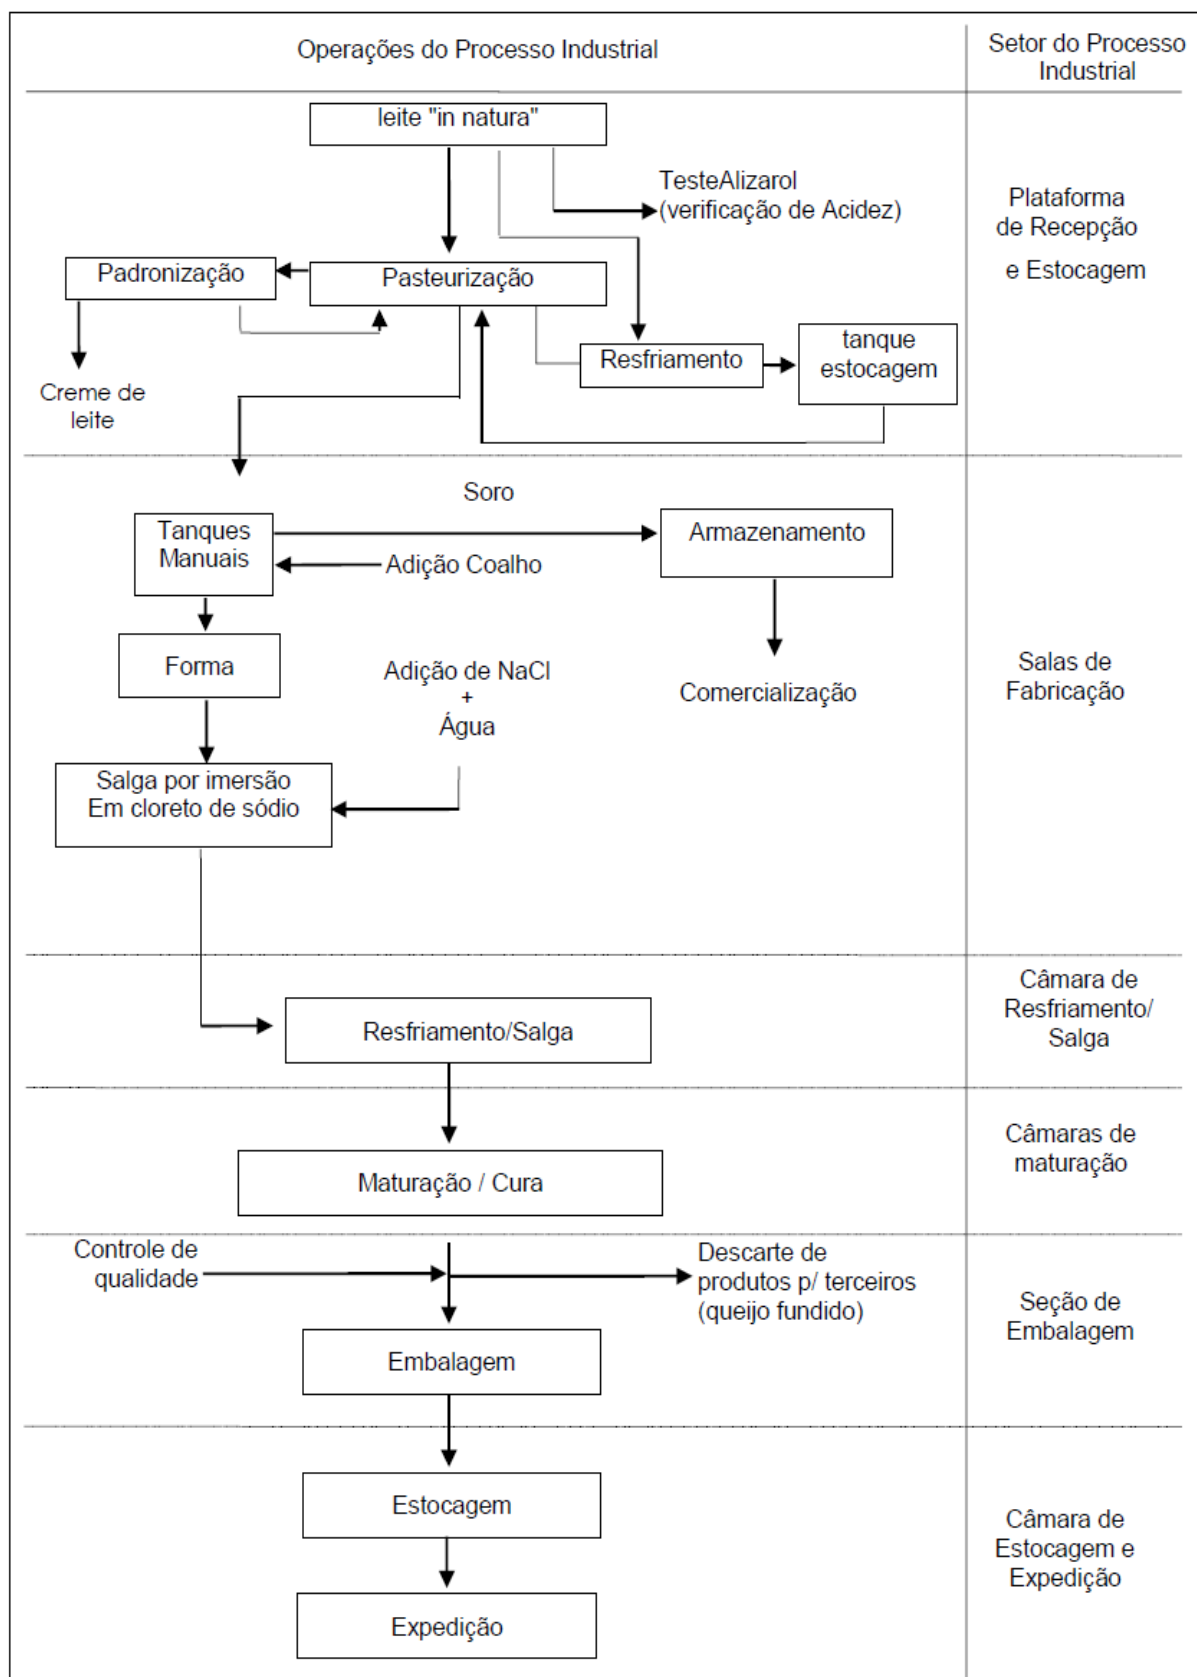 Operações do Processo Industrial
Setor do Processo
Industrial
leite "in natura"
TesteAlizarol
(verificação de Acidez)
Plataforma
de Recepção
e Estocagem
Padronização
Pasteurização
Resfriamento
tanque
estocagem
Creme de
leite
Soro
Tanques
Manuais
Armazenamento
Adição Coalho
Forma
Adição de NaCl
+
Água
Comercialização
Salas de
Fabricação
Salga por imersão
Em cloreto de sódio
Resfriamento/Salga
Câmara de
Resfriamento/
Salga
Maturação / Cura
Câmaras de
maturação
Controle de
qualidade
Descarte de
produtos p/ terceiros
(queijo fundido)
Embalagem
Seção de
Embalagem
Estocagem
Expedição
Câmara de
Estocagem e
Expedição